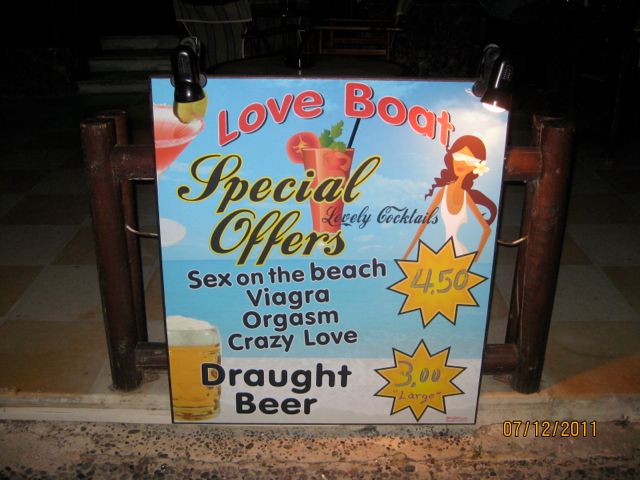 Love Boat
Special
Lovely Cocktails
Offers
Sex on the beach
Viagra
Orgasm
Crazy Love
4.50
Draught
Beer
3.00
"Large"
07/12/2011